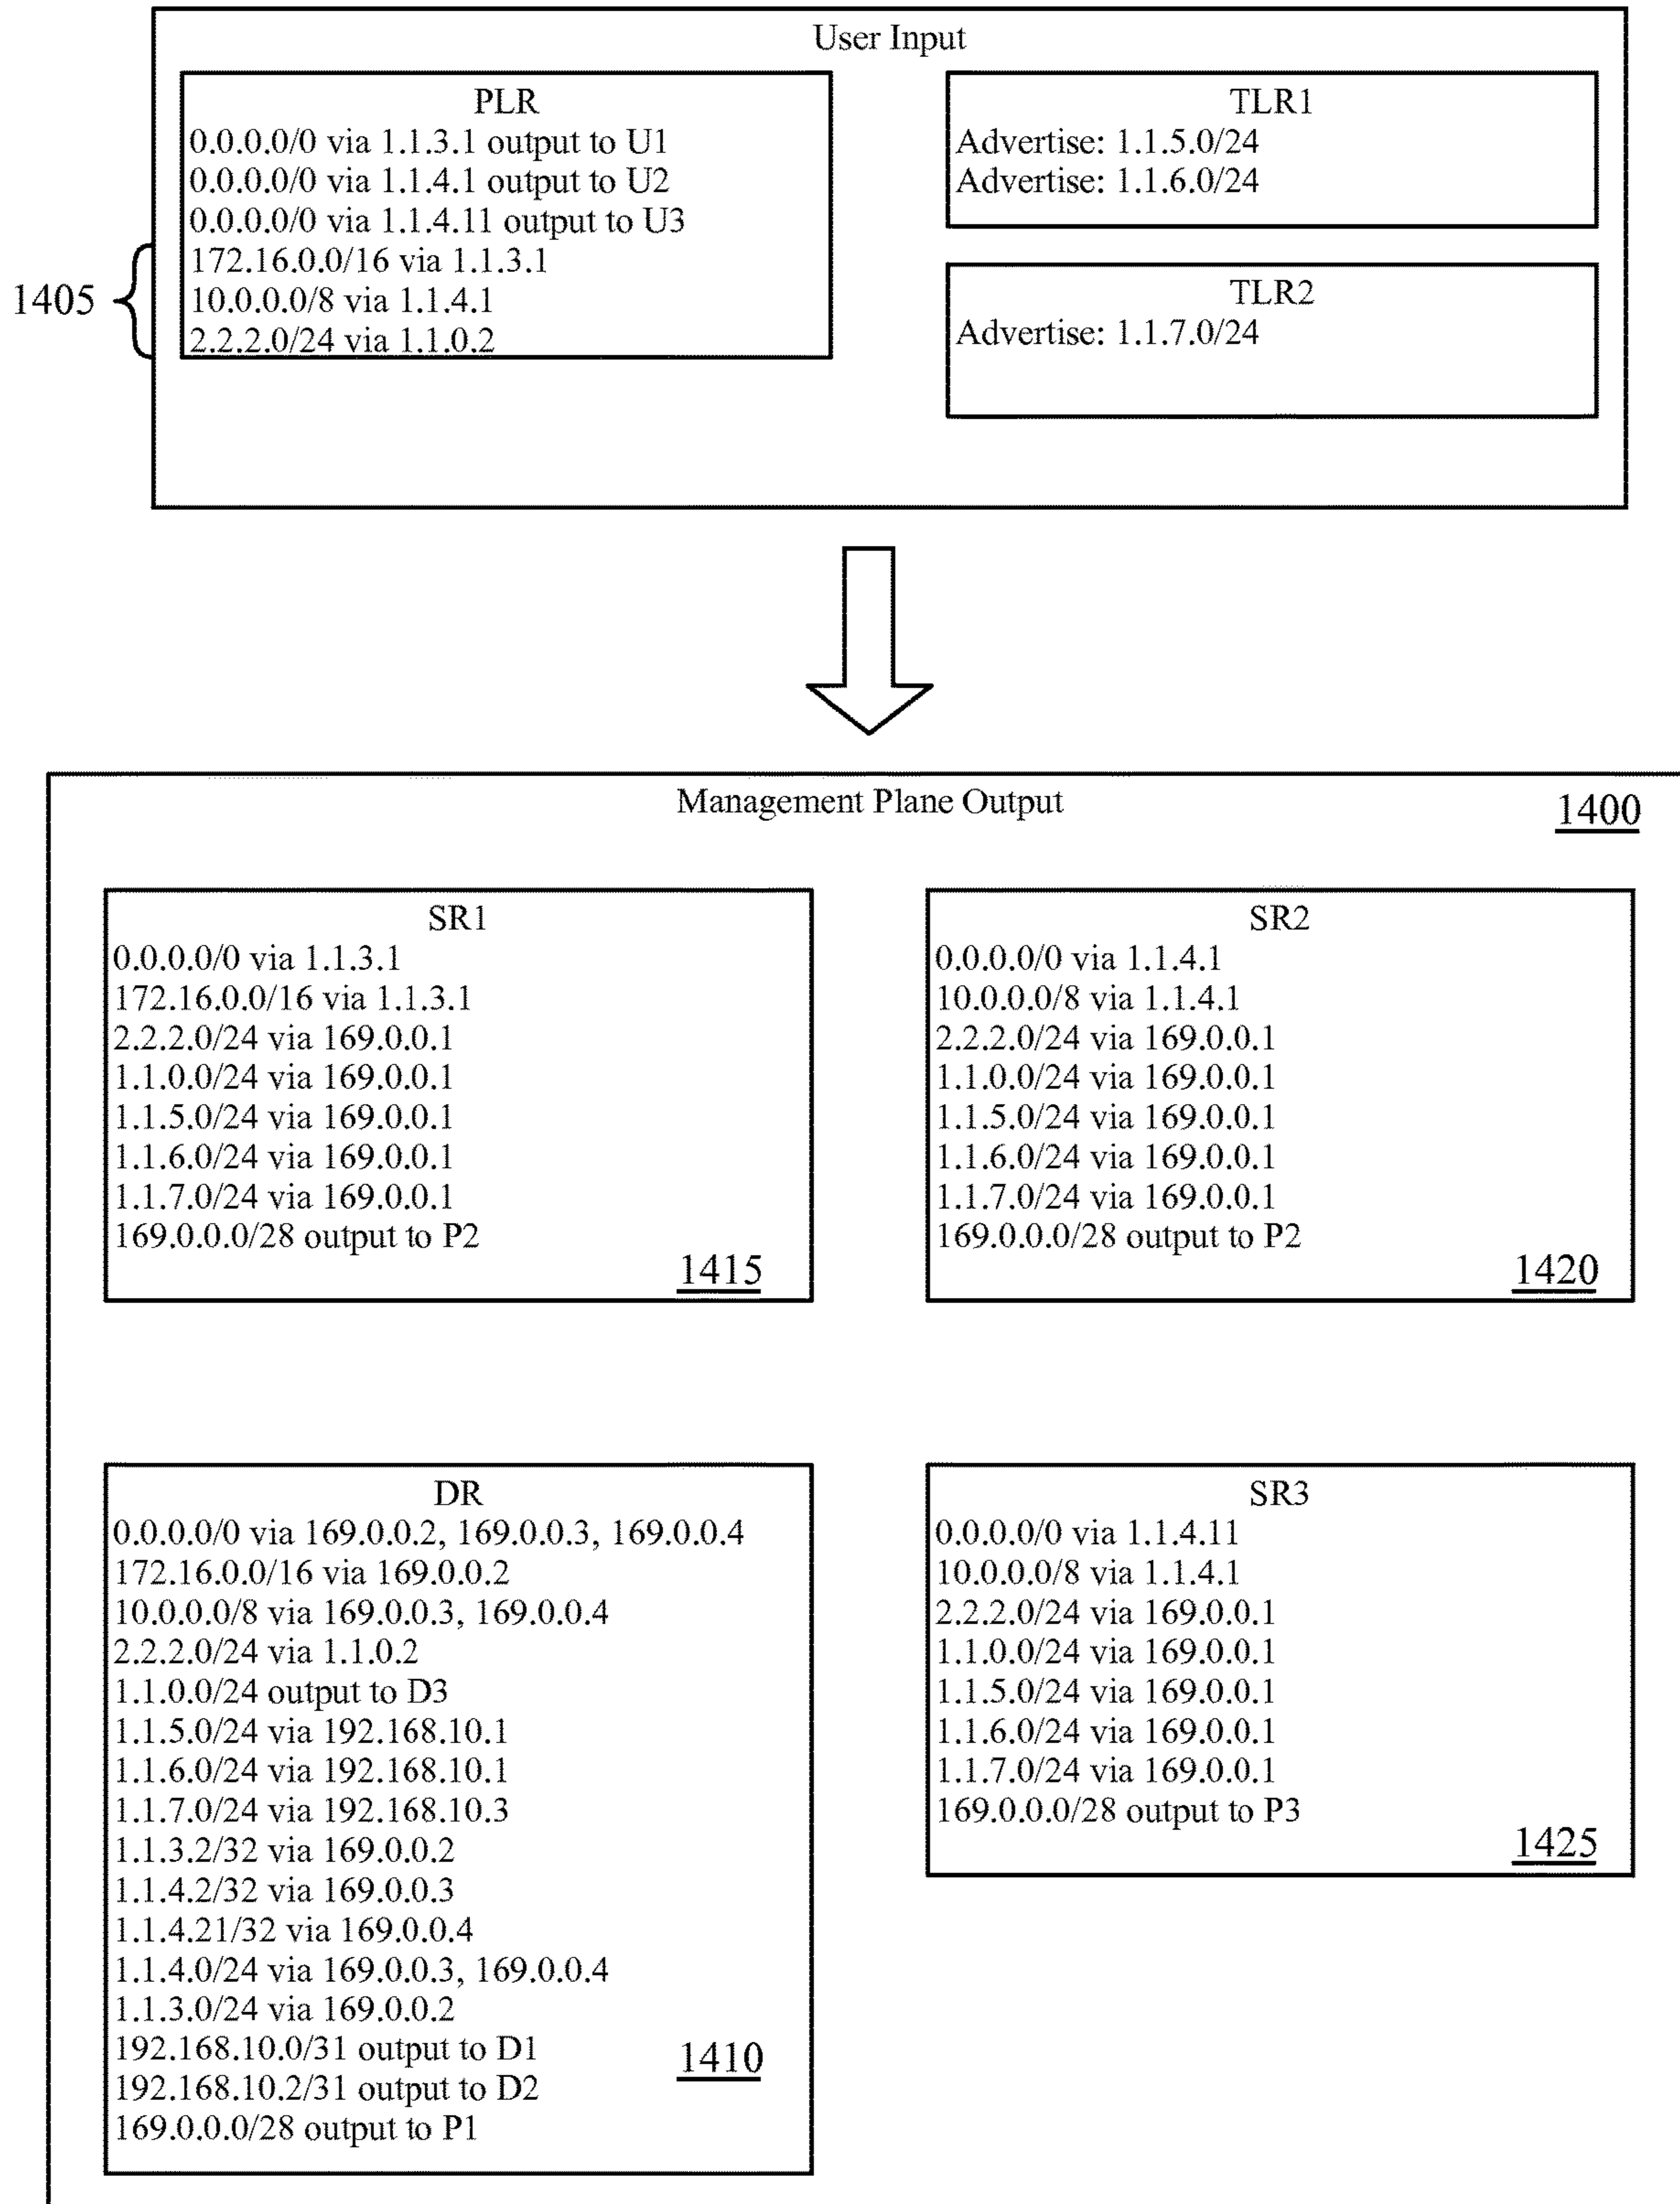 User Input
PLR
0.0.0.0/0 via 1.1.3.1 output to U1
0.0.0.0/0 via 1.1.4.1 output to U2
0.0.0.0/0 via 1.1.4.11 output to U3
172.16.0.0/16 via 1.1.3.1
10.0.0.0/8 via 1.1.4.1
2.2.2.0/24 via 1.1.0.2
1405
TLR1
Advertise: 1.1.5.0/24
Advertise: 1.1.6.0/24
TLR2
Advertise: 1.1.7.0/24
Management Plane Output
1400
SR1
0.0.0.0/0 via 1.1.3.1
172.16.0.0/16 via 1.1.3.1
2.2.2.0/24 via 169.0.0.1
1.1.0.0/24 via 169.0.0.1
1.1.5.0/24 via 169.0.0.1
1.1.6.0/24 via 169.0.0.1
1.1.7.0/24 via 169.0.0.1
169.0.0.0/28 output to P2
1415
SR2
0.0.0.0/0 via 1.1.4.1
10.0.0.0/8 via 1.1.4.1
2.2.2.0/24 via 169.0.0.1
1.1.0.0/24 via 169.0.0.1
1.1.5.0/24 via 169.0.0.1
1.1.6.0/24 via 169.0.0.1
1.1.7.0/24 via 169.0.0.1
169.0.0.0/28 output to P2
1420
DR
0.0.0.0/0 via 169.0.0.2, 169.0.0.3, 169.0.0.4
172.16.0.0/16 via 169.0.0.2
10.0.0.0/8 via 169.0.0.3, 169.0.0.4
2.2.2.0/24 via 1.1.0.2
1.1.0.0/24 output to D3
1.1.5.0/24 via 192.168.10.1
1.1.6.0/24 via 192.168.10.1
1.1.7.0/24 via 192.168.10.3
1.1.3.2/32 via 169.0.0.2
1.1.4.2/32 via 169.0.0.3
1.1.4.21/32 via 169.0.0.4
1.1.4.0/24 via 169.0.0.3, 169.0.0.4
1.1.3.0/24 via 169.0.0.2
192.168.10.0/31 output to D1
192.168.10.2/31 output to D2
169.0.0.0/28 output to P1
1410
SR3
0.0.0.0/0 via 1.1.4.11
10.0.0.0/8 via 1.1.4.1
2.2.2.0/24 via 169.0.0.1
1.1.0.0/24 via 169.0.0.1
1.1.5.0/24 via 169.0.0.1
1.1.6.0/24 via 169.0.0.1
1.1.7.0/24 via 169.0.0.1
169.0.0.0/28 output to P3
1425